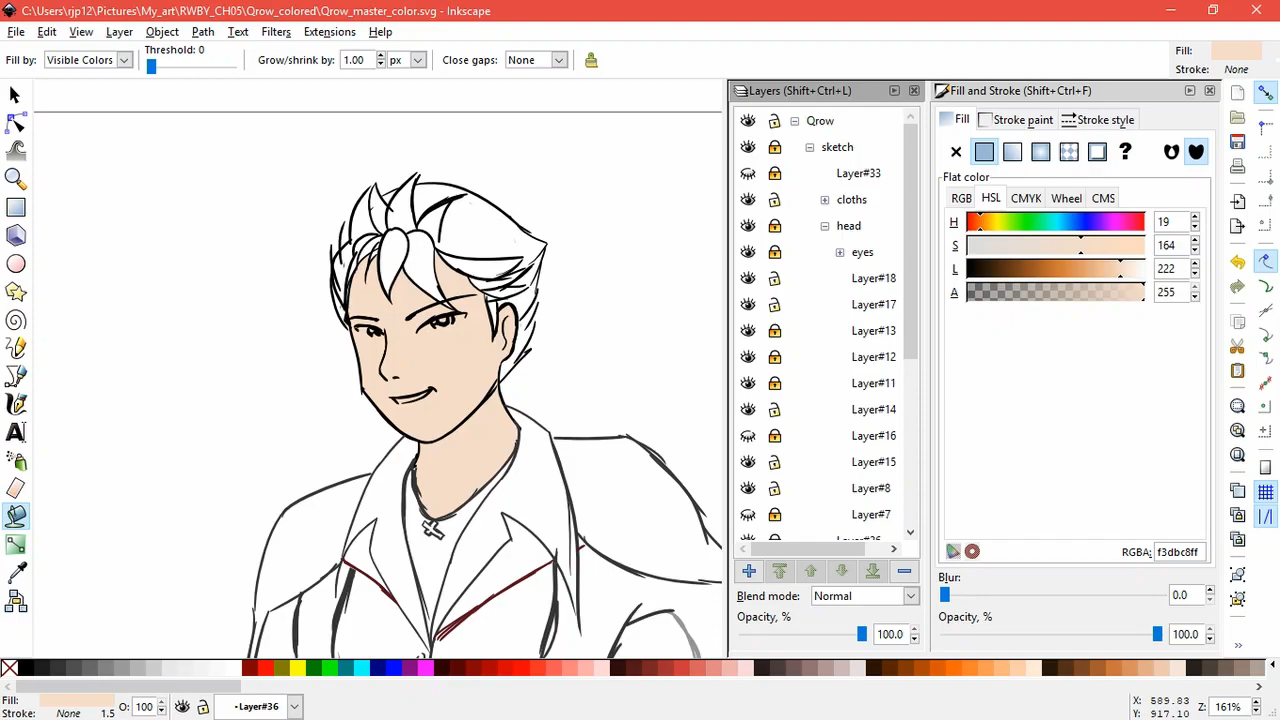 C:\Users\rjp12\Pictures\My_art\RWBY_CH05\Qrow_colored\Qrow_master_color.svg - Inkscape
File Edit View Layer Object Path Text Filters Extensions Help
Fill by: Visible Colors Threshold: 0 Grow/shrink by: 1.00 px Close gaps: None
Fill:
Stroke: None
Layers (Shift+Ctrl+L)
Qrow
sketch
Layer#33
cloths
head
eyes
Layer#18
Layer#17
Layer#13
Layer#12
Layer#11
Layer#14
Layer#16
Layer#15
Layer#8
Layer#7
Blend mode: Normal
Opacity, % 100.0
Fill and Stroke (Shift+Ctrl+F)
Fill Stroke paint Stroke style
?
Flat color
RGB HSL CMYK Wheel CMS
H 19
S 164
L 222
A 255
RGBA: f3dbc8ff
Blur:
0.0
Opacity, %
100.0
Fill:
Stroke: None 1.5
O: 100
•Layer#36
X: 589.83
Y: 917.10
Z: 161%